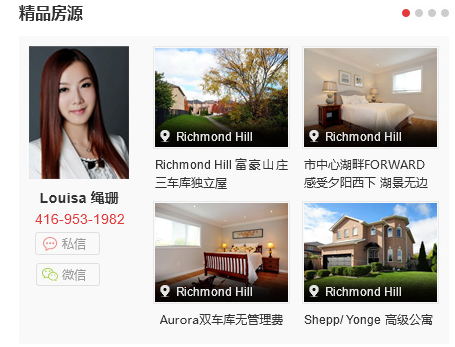 精品房源
Louisa 绳珊
416-953-1982
私信
微信
Richmond Hill
Richmond Hill 富豪山庄
三车库独立屋
Richmond Hill
市中心湖畔FORWARD
感受夕阳西下 湖景无边
Richmond Hill
Aurora双车库无管理费
Richmond Hill
Shepp/ Yonge 高级公寓